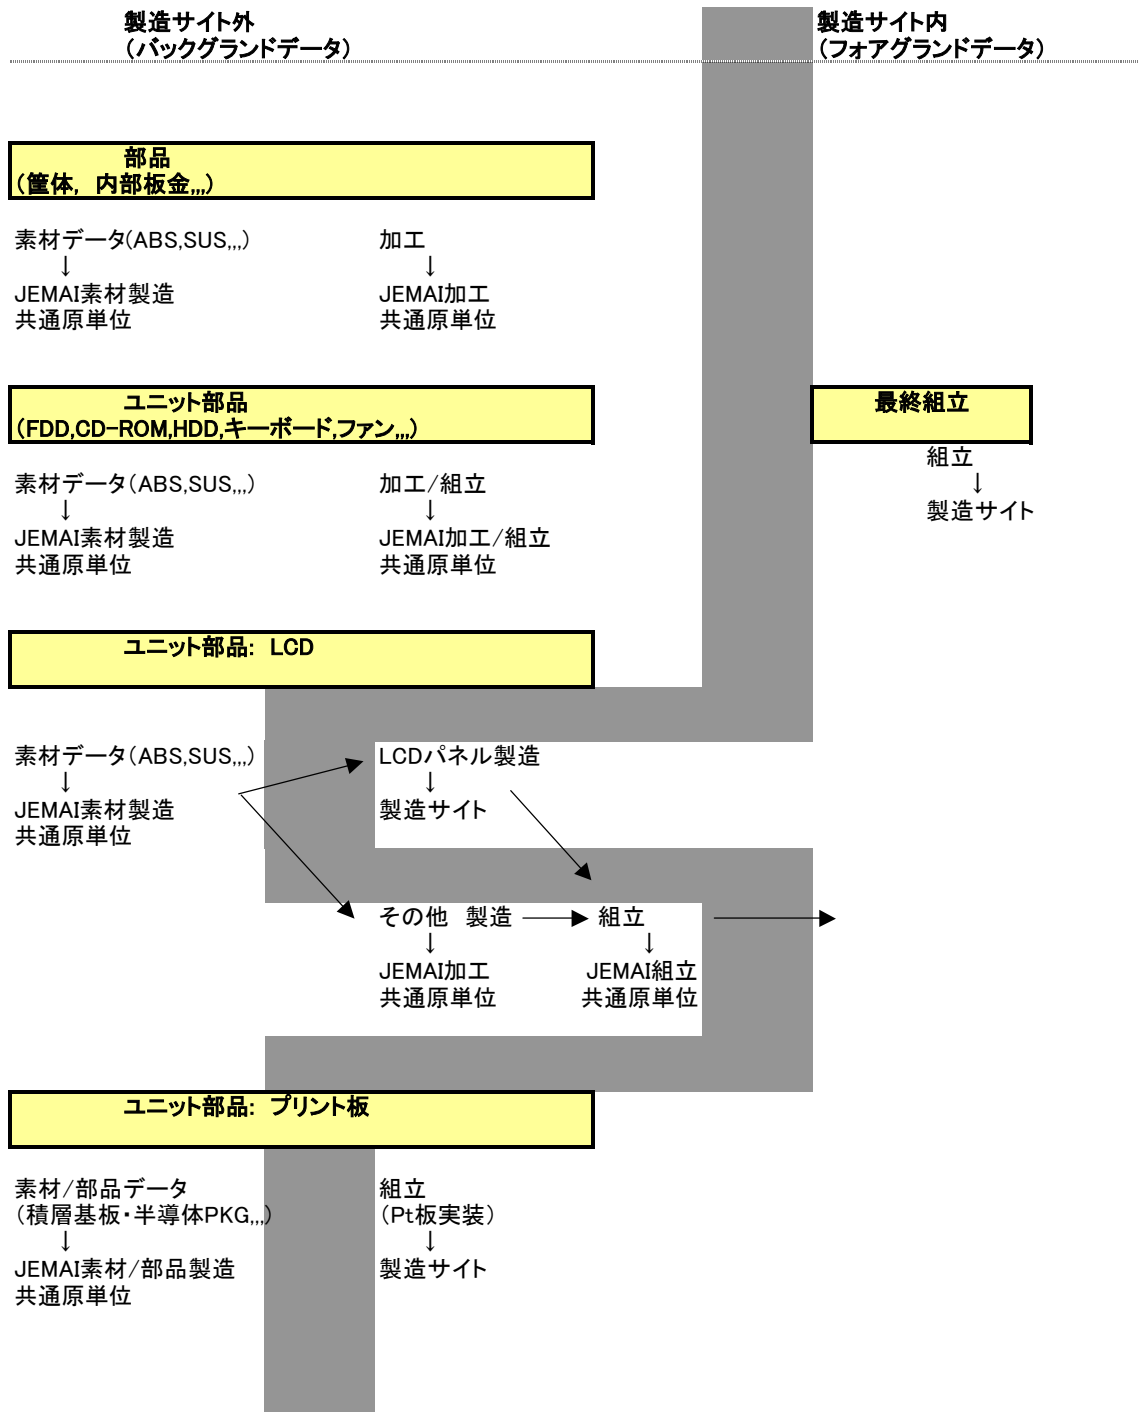 製造サイト外
（バックグランドデータ）
製造サイト内
（フォアグランドデータ）
部品
（筐体， 内部板金,,,）
素材データ(ABS,SUS,,,)
↓
JEMAI素材製造
共通原単位
加工
↓
JEMAI加工
共通原単位
ユニット部品
（FDD,CD-ROM,HDD,キーボード,ファン,,,）
素材データ(ABS,SUS,,,)
↓
JEMAI素材製造
共通原単位
加工/組立
↓
JEMAI加工/組立
共通原単位
最終組立
組立
↓
製造サイト
ユニット部品: LCD
素材データ(ABS,SUS,,,)
↓
JEMAI素材製造
共通原単位
LCDパネル製造
↓
製造サイト
その他 製造
↓
JEMAI加工
共通原単位
組立
↓
JEMAI組立
共通原単位
ユニット部品: プリント板
素材/部品データ
（積層基板・半導体PKG,,,）
↓
JEMAI素材/部品製造
共通原単位
組立
（Pt板実装）
↓
製造サイト